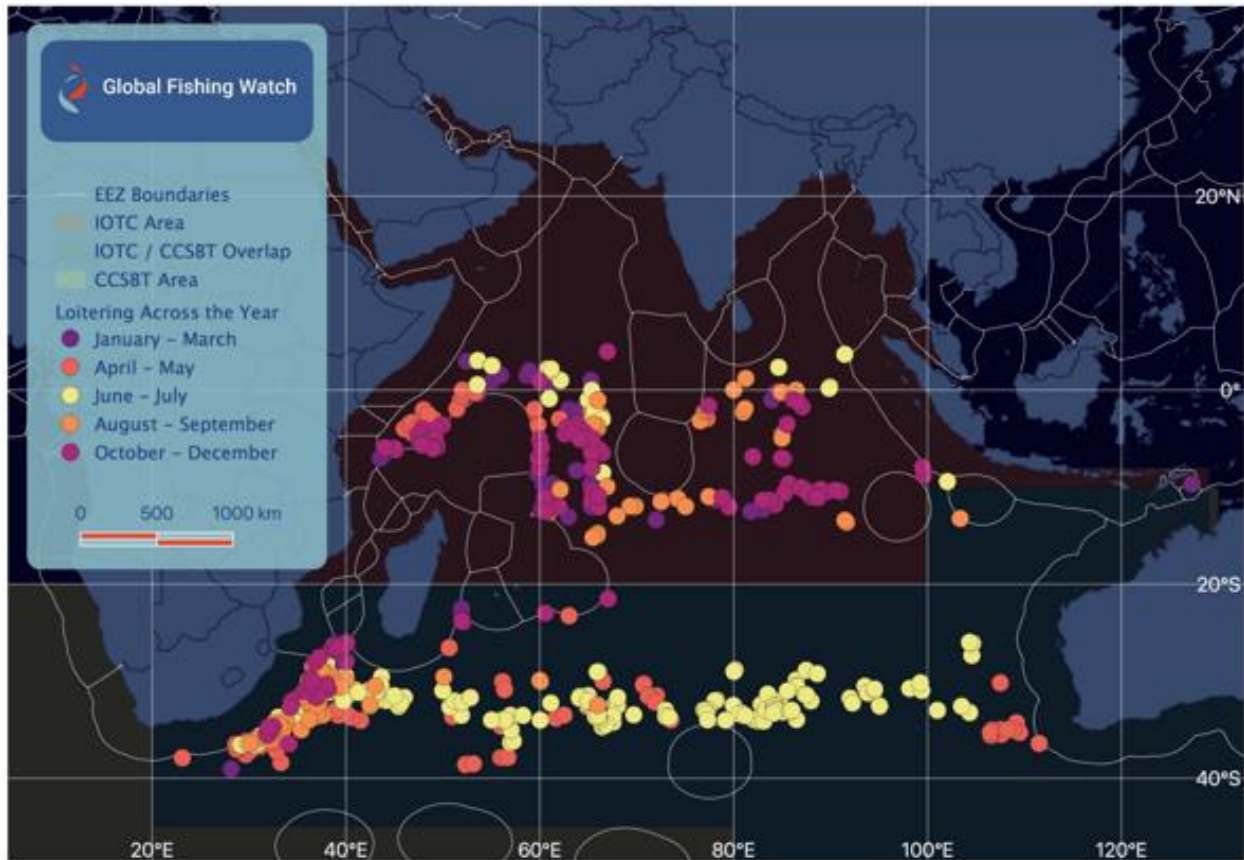 Global Fishing Watch
EEZ Boundaries
IOTC Area
IOTC / CCSBT Overlap
CCSBT Area
Loitering Across the Year
January – March
April – May
June – July
August – September
October – December
0 500 1000 km
20°N
0°
20°S
40°S
20°E 40°E 60°E 80°E 100°E 120°E